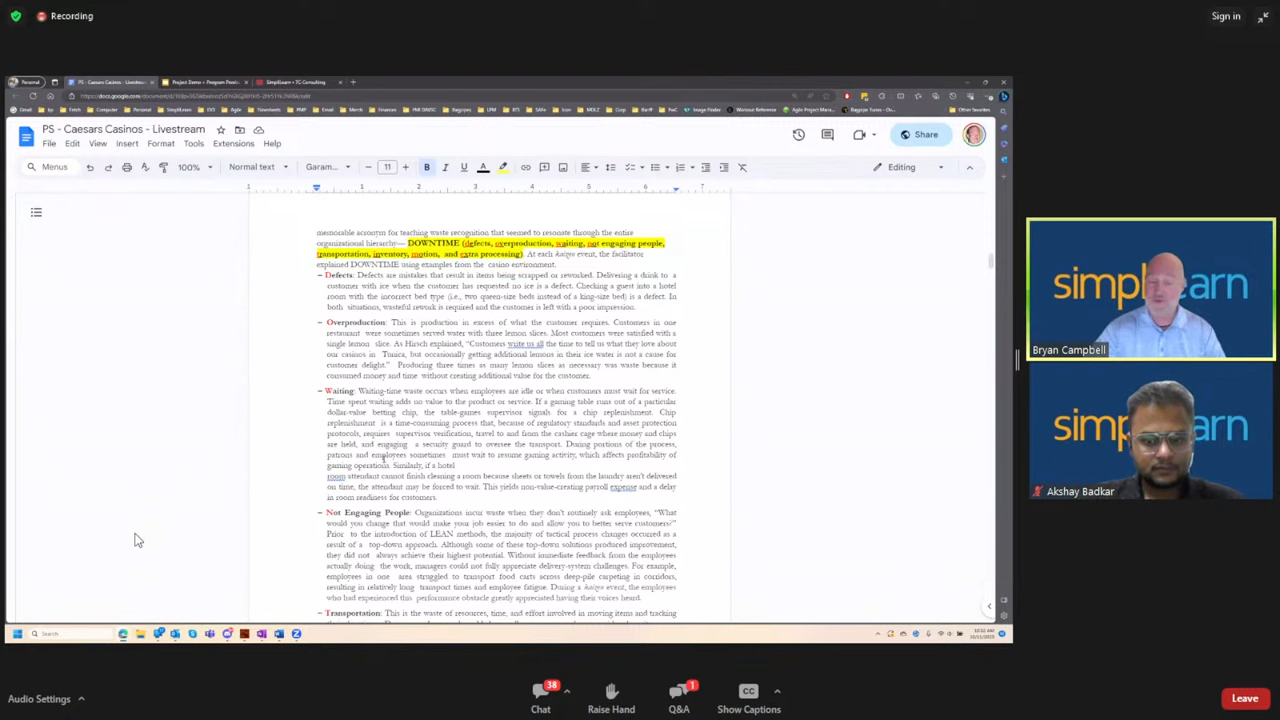 Recording
Sign in
Personal
PS - Caesars Casinos - Livestream
Project Demo + Program Previe
Simplilearn + TC Consulting
PS - Caesars Casinos - Livestream
File Edit View Insert Format Tools Extensions Help
Share
Menus
100%
Normal text
Garam...
11
Editing
1 1 2 3 4 5 6 7
memorable acronym for teaching waste recognition that seemed to resonate through the entire
organizational hierarchy— DOWNTIME (defects, overproduction, waiting, not engaging people,
transportation, inventory, motion, and extra processing). At each kaizen event, the facilitator
explained DOWNTIME using examples from the casino environment.
– Defects: Defects are mistakes that result in items being scrapped or reworked. Delivering a drink to a
customer with ice when the customer has requested no ice is a defect. Checking a guest into a hotel
room with the incorrect bed type (i.e., two queen-size beds instead of a king-size bed) is a defect. In
both situations, wasteful rework is required and the customer is left with a poor impression.
– Overproduction: This is production in excess of what the customer requires. Customers in one
restaurant were sometimes served water with three lemon slices. Most customers were satisfied with a
single lemon slice. As Hirsch explained, “Customers write us all the time to tell us what they love about
our casinos in Tunica, but occasionally getting additional lemons in their ice water is not a cause for
customer delight.” Producing three times as many lemon slices as necessary was waste because it
consumed money and time without creating additional value for the customer.
– Waiting: Waiting-time waste occurs when employees are idle or when customers must wait for service.
Time spent waiting adds no value to the product or service. If a gaming table runs out of a particular
dollar-value betting chip, the table-games supervisor signals for a chip replenishment. Chip
replenishment is a time-consuming process that, because of regulatory standards and asset protection
protocols, requires supervisor verification, travel to and from the cashier cage where money and chips
are held, and engaging a security guard to oversee the transport. During portions of the process,
patrons and employees sometimes must wait to resume gaming activity, which affects profitability of
gaming operations. Similarly, if a hotel
room attendant cannot finish cleaning a room because sheets or towels from the laundry aren't delivered
on time, the attendant may be forced to wait. This yields non-value-creating payroll expense and a delay
in room readiness for customers.
– Not Engaging People: Organizations incur waste when they don't routinely ask employees, “What
would you change that would make your job easier to do and allow you to better serve customers?”
Prior to the introduction of LEAN methods, the majority of tactical process changes occurred as a
result of a top-down approach. Although some of these top-down solutions produced improvement,
they did not always achieve their highest potential. Without immediate feedback from the employees
actually doing the work, managers could not fully appreciate delivery-system challenges. For example,
employees in one area struggled to transport food carts across deep-pile carpeting in corridors,
resulting in relatively long transport times and employee fatigue. During a kaizen event, the employees
who had experienced this performance obstacle greatly appreciated having their voices heard.
– Transportation: This is the waste of resources, time, and effort involved in moving items and tracking
Search
simplilearn
Bryan Campbell
simplilearn
Akshay Badkar
Audio Settings
38
Chat
Raise Hand
1
Q&A
CC
Show Captions
Leave